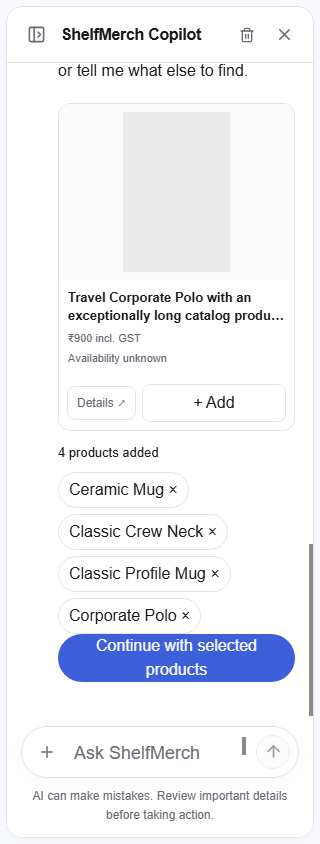 ShelfMerch Copilot
or tell me what else to find.
Travel Corporate Polo with an
exceptionally long catalog produ…
₹900 incl. GST
Availability unknown
Details ↗
+ Add
4 products added
Ceramic Mug ×
Classic Crew Neck ×
Classic Profile Mug ×
Corporate Polo ×
Continue with selected
products
Ask ShelfMerch
AI can make mistakes. Review important details
before taking action.